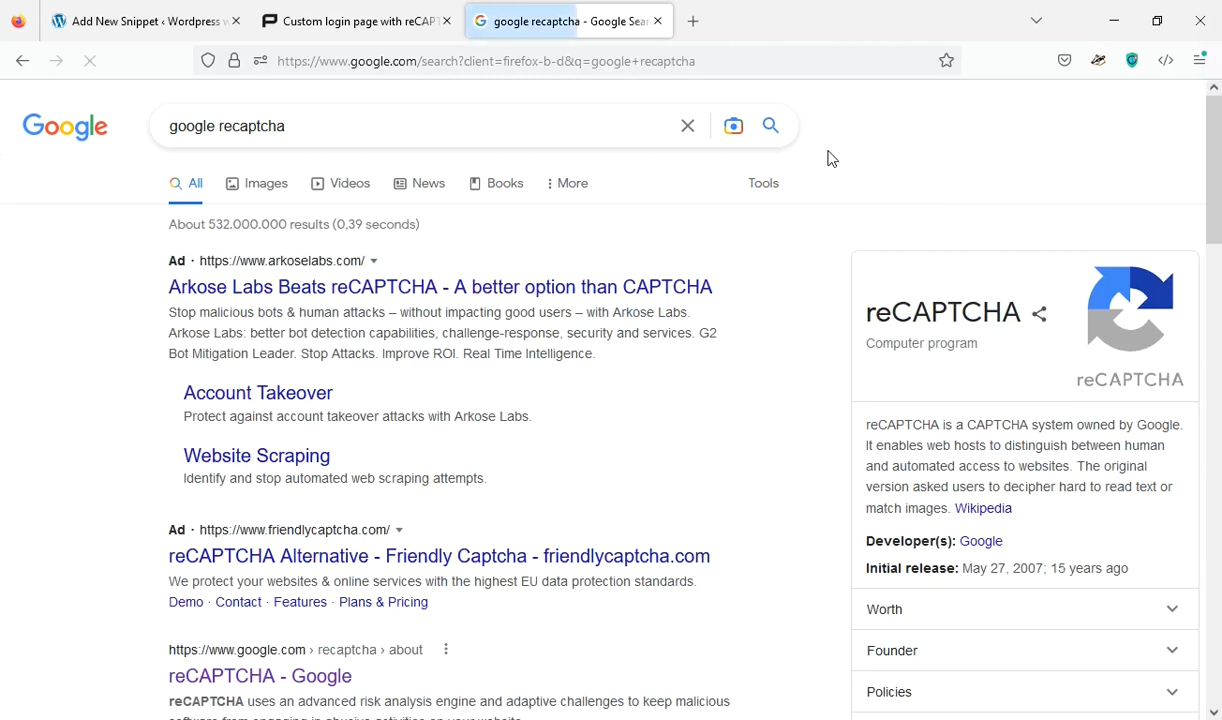 Add New Snippet ‹ Wordpress w
Custom login page with reCAPT
google recaptcha - Google Sear
https://www.google.com/search?client=firefox-b-d&q=google+recaptcha
Google
google recaptcha
All
Images
Videos
News
Books
More
Tools
About 532.000.000 results (0,39 seconds)
Ad · https://www.arkoselabs.com/
Arkose Labs Beats reCAPTCHA - A better option than CAPTCHA
Stop malicious bots & human attacks – without impacting good users – with Arkose Labs.
Arkose Labs: better bot detection capabilities, challenge-response, security and services. G2
Bot Mitigation Leader. Stop Attacks. Improve ROI. Real Time Intelligence.
Account Takeover
Protect against account takeover attacks with Arkose Labs.
Website Scraping
Identify and stop automated web scraping attempts.
Ad · https://www.friendlycaptcha.com/
reCAPTCHA Alternative - Friendly Captcha - friendlycaptcha.com
We protect your websites & online services with the highest EU data protection standards.
Demo · Contact · Features · Plans & Pricing
https://www.google.com › recaptcha › about
reCAPTCHA - Google
reCAPTCHA uses an advanced risk analysis engine and adaptive challenges to keep malicious
reCAPTCHA
Computer program
reCAPTCHA
reCAPTCHA is a CAPTCHA system owned by Google.
It enables web hosts to distinguish between human
and automated access to websites. The original
version asked users to decipher hard to read text or
match images. Wikipedia
Developer(s): Google
Initial release: May 27, 2007; 15 years ago
Worth
Founder
Policies